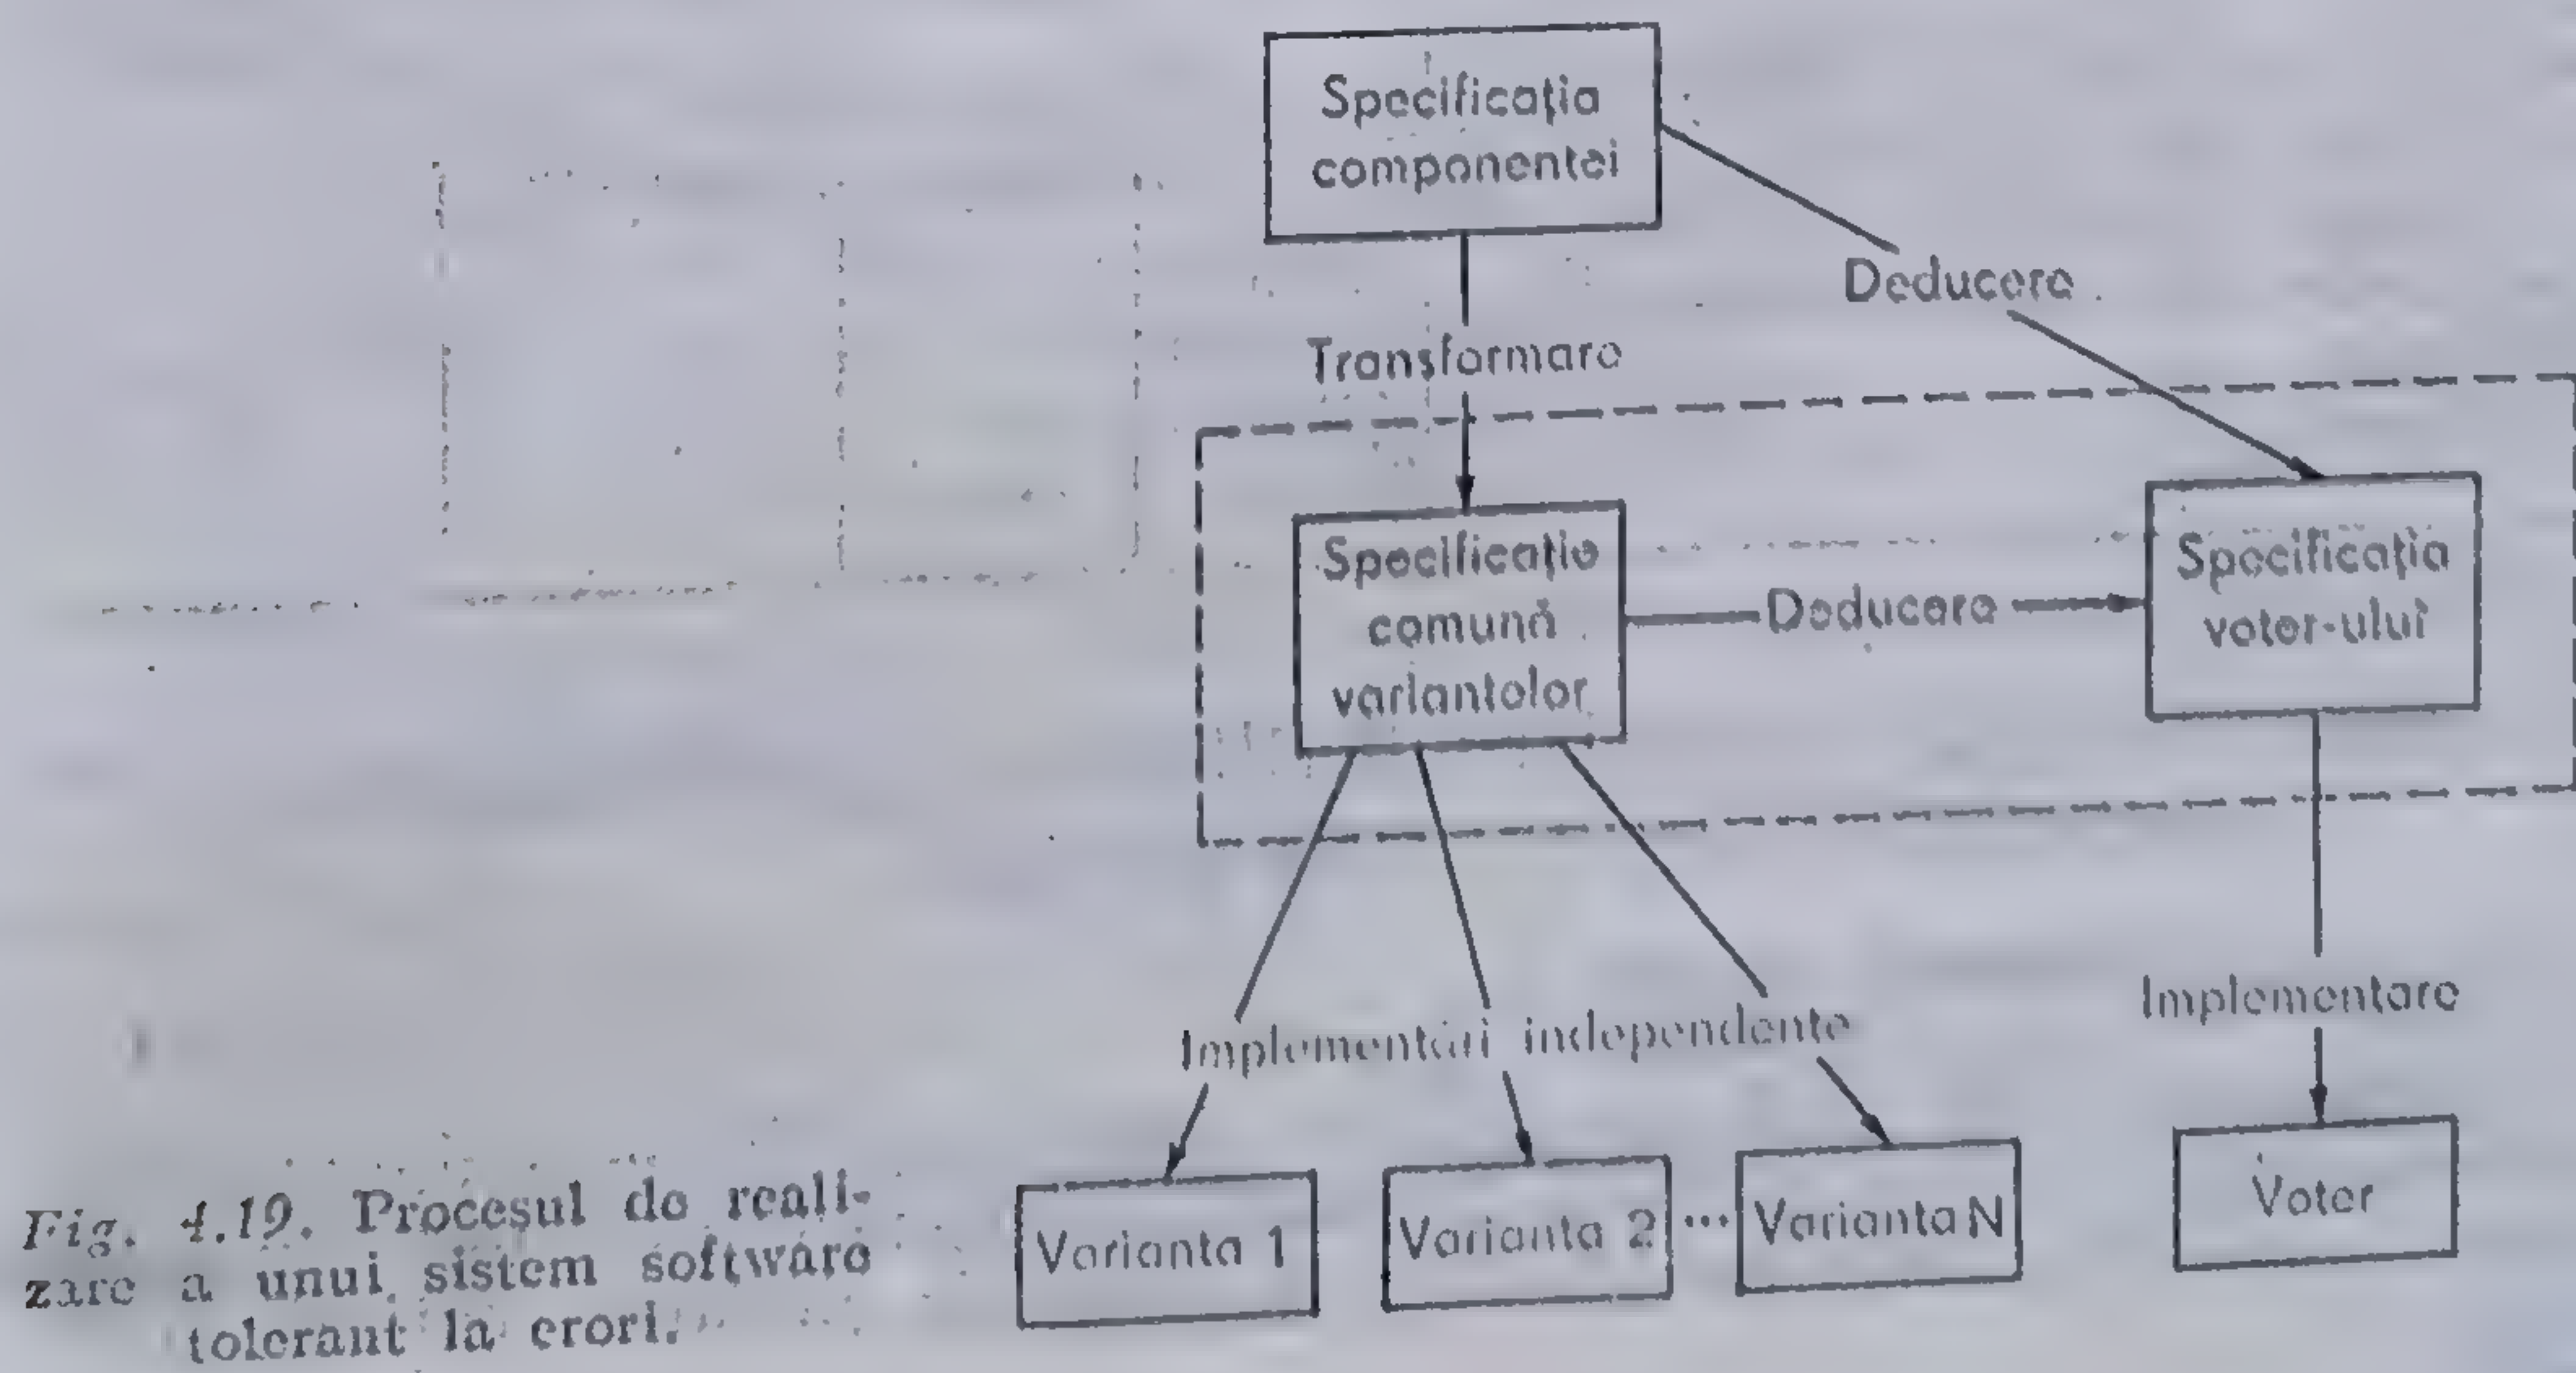 Specificația
componentei
Deducere
Transformare
Specificație
comună
variantelor
Deducere
Specificația
voter-ului
Implementări independente
Implementare
Varianta 1
Varianta 2
...
Varianta N
Voter
Fig. 4.19. Procesul de reali-
zare a unui sistem software
tolerant la erori.